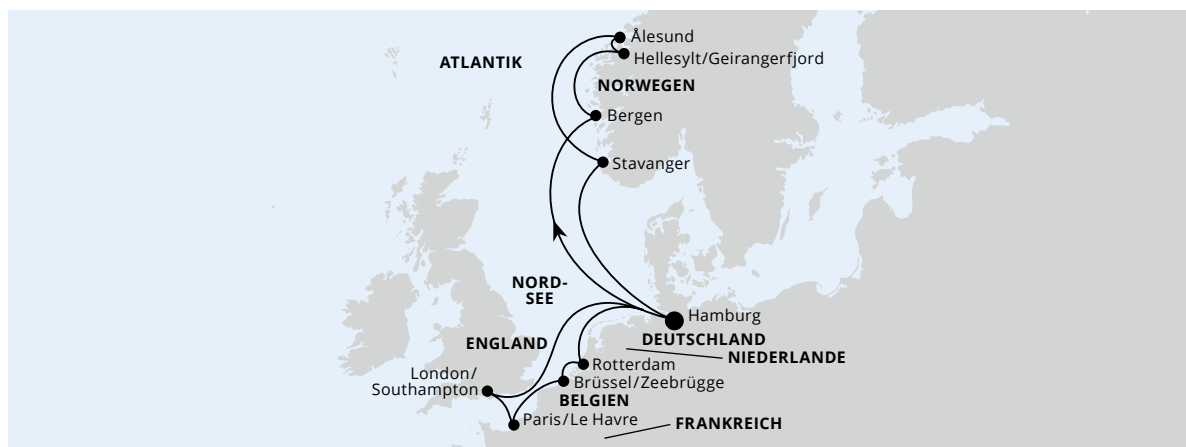 Ålesund
ATLANTIK
Hellesylt/Geirangerfjord
NORWEGEN
Bergen
Stavanger
NORD-
SEE
Hamburg
DEUTSCHLAND
ENGLAND
NIEDERLANDE
Rotterdam
London/
Southampton
Brüssel/Zeebrügge
BELGIEN
Paris/Le Havre
FRANKREICH